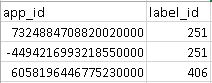 app_id label_id
7324884708820020000 251
-4494216993218550000 251
6058196446775230000 406